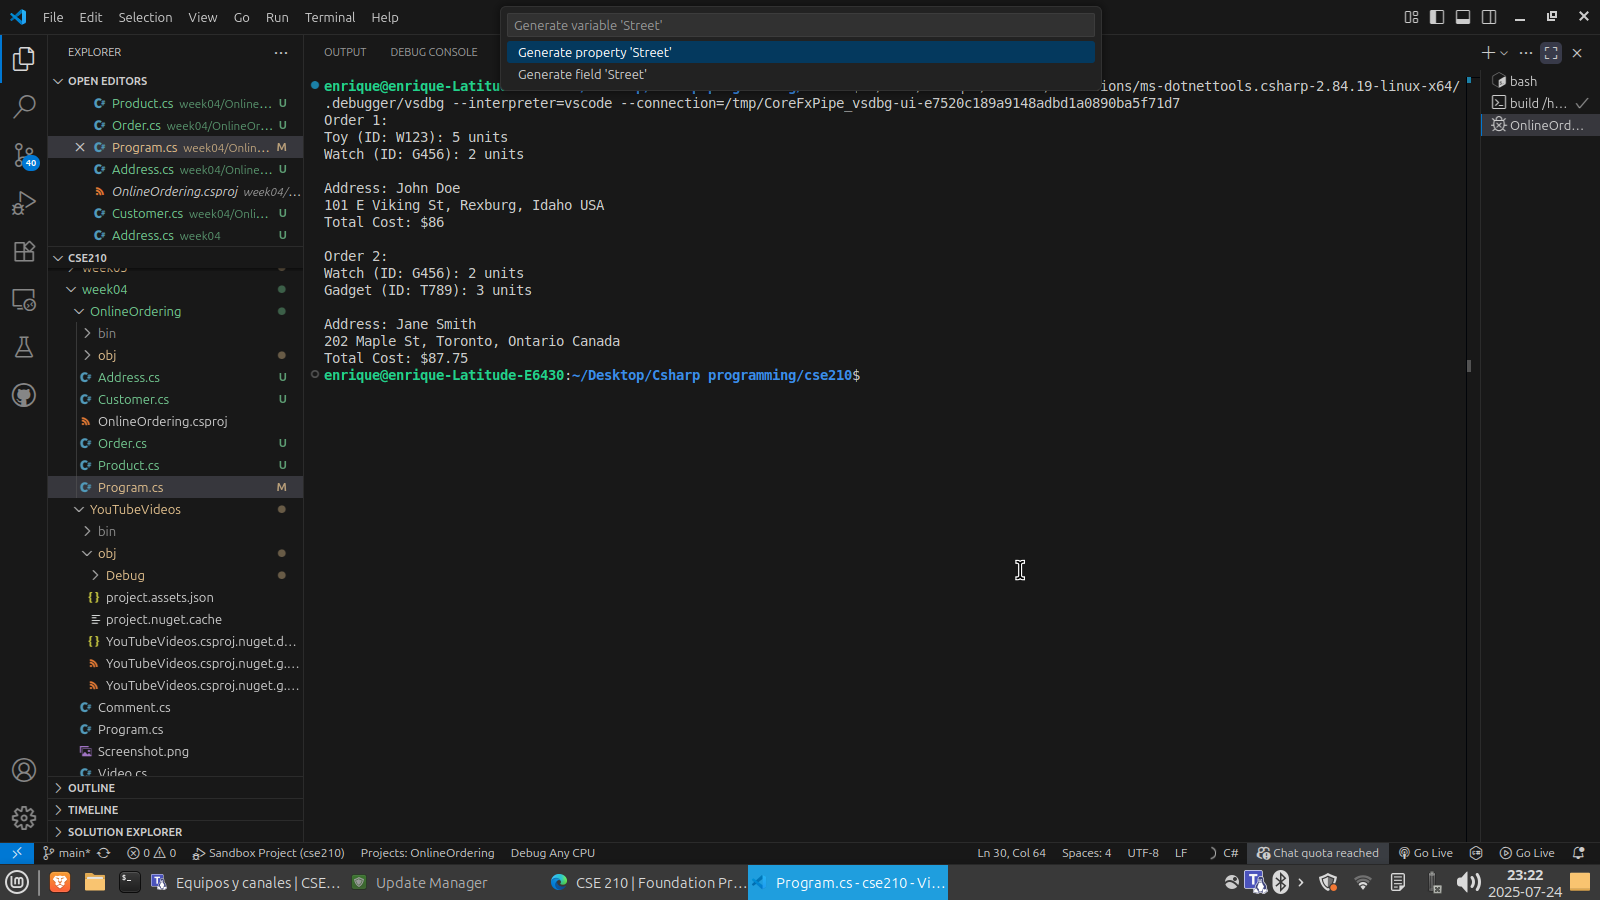 File Edit Selection View Go Run Terminal Help
Generate variable 'Street'
Generate property 'Street'
Generate field 'Street'
EXPLORER
OUTPUT DEBUG CONSOLE
OPEN EDITORS
Product.cs week04/Online... U
Order.cs week04/OnlineOr... U
Program.cs week04/Onlin... M
Address.cs week04/Online... U
OnlineOrdering.csproj week04/...
Customer.cs week04/Onli... U
Address.cs week04 U
CSE210
week03
week04
OnlineOrdering
bin
obj
Address.cs U
Customer.cs U
OnlineOrdering.csproj
Order.cs U
Product.cs U
Program.cs M
YouTubeVideos
bin
obj
Debug
project.assets.json
project.nuget.cache
YouTubeVideos.csproj.nuget.d...
YouTubeVideos.csproj.nuget.g....
YouTubeVideos.csproj.nuget.g....
Comment.cs
Program.cs
Screenshot.png
Video.cs
OUTLINE
TIMELINE
SOLUTION EXPLORER
40
enrique@enrique-Latitu ions/ms-dotnettools.csharp-2.84.19-linux-x64/
.debugger/vsdbg --interpreter=vscode --connection=/tmp/CoreFxPipe_vsdbg-ui-e7520c189a9148adbd1a0890ba5f71d7
Order 1:
Toy (ID: W123): 5 units
Watch (ID: G456): 2 units
Address: John Doe
101 E Viking St, Rexburg, Idaho USA
Total Cost: $86
Order 2:
Watch (ID: G456): 2 units
Gadget (ID: T789): 3 units
Address: Jane Smith
202 Maple St, Toronto, Ontario Canada
Total Cost: $87.75
enrique@enrique-Latitude-E6430:~/Desktop/Csharp programming/cse210$
bash
build /h...
OnlineOrd...
main* 0 0 Sandbox Project (cse210) Projects: OnlineOrdering Debug Any CPU Ln 30, Col 64 Spaces: 4 UTF-8 LF C# Chat quota reached Go Live Go Live
Equipos y canales | CSE... Update Manager CSE 210 | Foundation Pr... Program.cs - cse210 - Vi...
23:22
2025-07-24